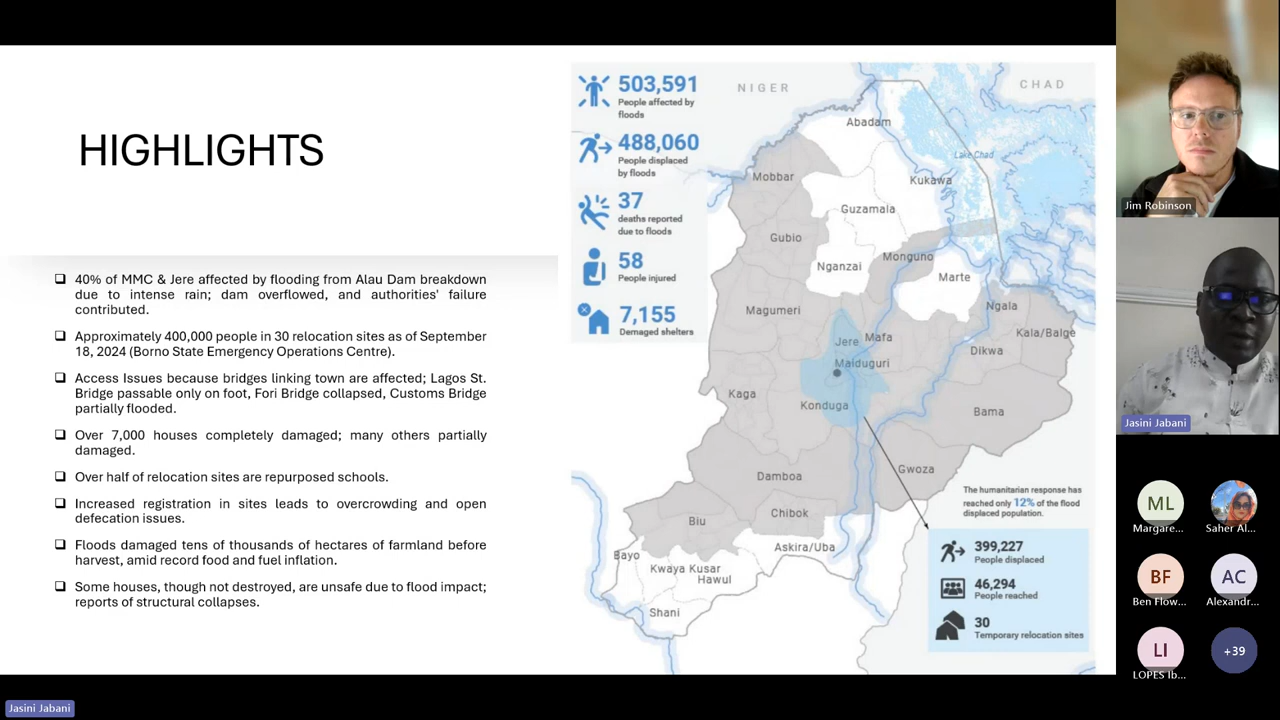 HIGHLIGHTS
❑ 40% of MMC & Jere affected by flooding from Alau Dam breakdown
due to intense rain; dam overflowed, and authorities' failure
contributed.
❑ Approximately 400,000 people in 30 relocation sites as of September
18, 2024 (Borno State Emergency Operations Centre).
❑ Access Issues because bridges linking town are affected; Lagos St.
Bridge passable only on foot, Fori Bridge collapsed, Customs Bridge
partially flooded.
❑ Over 7,000 houses completely damaged; many others partially
damaged.
❑ Over half of relocation sites are repurposed schools.
❑ Increased registration in sites leads to overcrowding and open
defecation issues.
❑ Floods damaged tens of thousands of hectares of farmland before
harvest, amid record food and fuel inflation.
❑ Some houses, though not destroyed, are unsafe due to flood impact;
reports of structural collapses.
503,591
People affected by
floods
488,060
People displaced
by floods
37
deaths reported
due to floods
58
People injured
7,155
Demaged shelters
NIGER
CHAD
Abadam
Lake Chad
Mobbar
Kukawa
Guzamala
Gubio
Monguno
Nganzai
Marte
Ngala
Magumeri
Kala/Balge
Jere
Mafa
Dikwa
Maiduguri
Kaga
Konduga
Bama
Gwoza
Damboa
Chibok
Biu
Askira/Uba
Bayo
Kwaya Kusar
Hawul
Shani
The humanitarian response has
reached only 12% of the flood
displaced population.
399,227
People displaced
46,294
People reached
30
Temporary relocation sites
Jim Robinson
Jasini Jabani
ML
Margare...
Saher Al...
BF
Ben Flow...
AC
Alexandr...
LI
LOPES Ib...
+39
Jasini Jabani